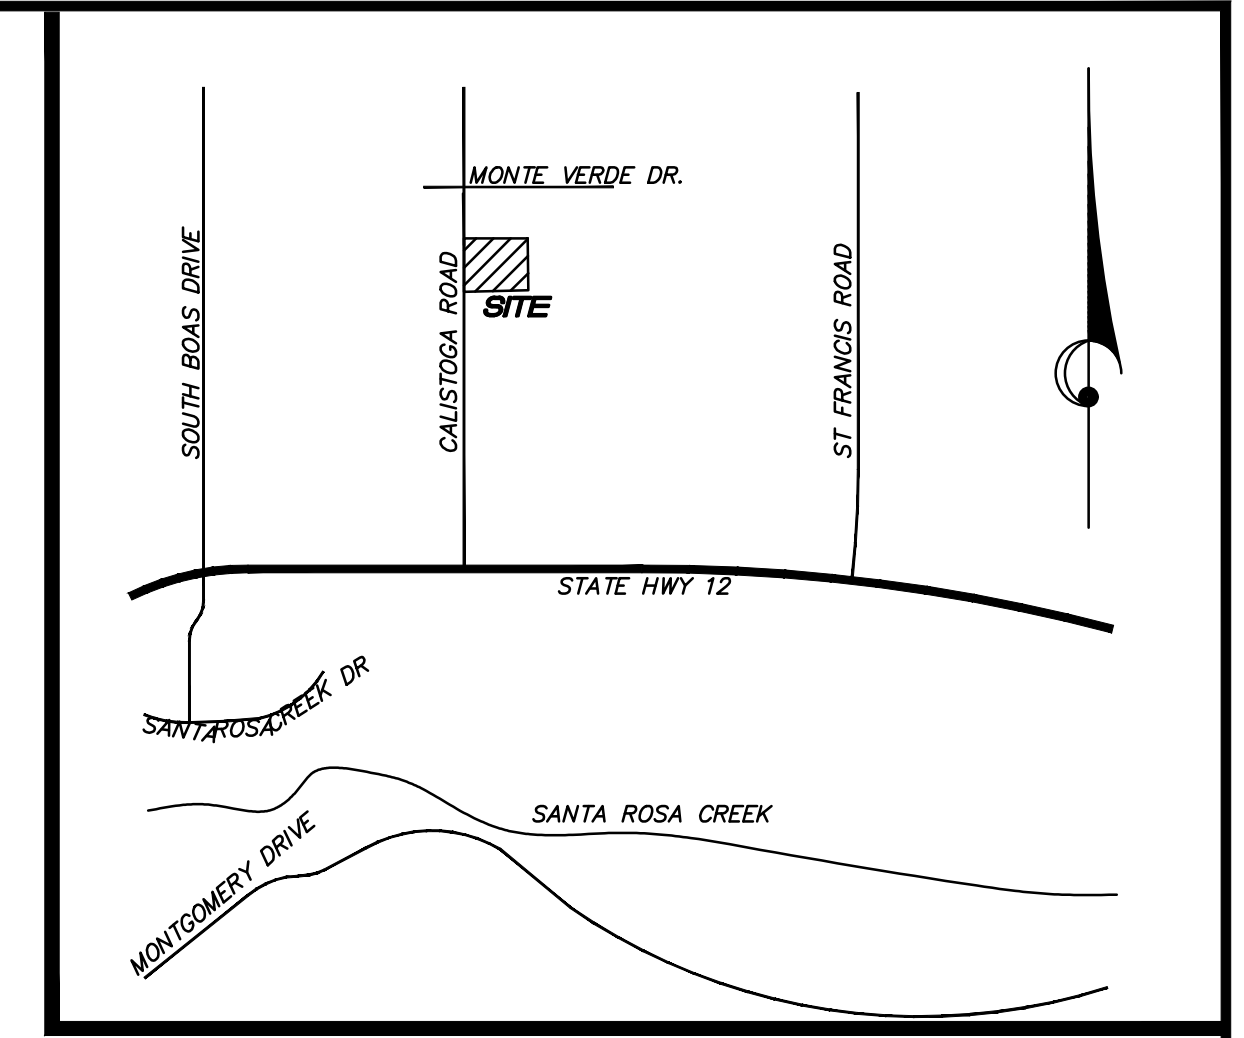 MONTE VERDE DR.
SOUTH BOAS DRIVE
CALISTOGA ROAD
SITE
ST FRANCIS ROAD
STATE HWY 12
SANTA ROSA CREEK DR
SANTA ROSA CREEK
MONTGOMERY DRIVE